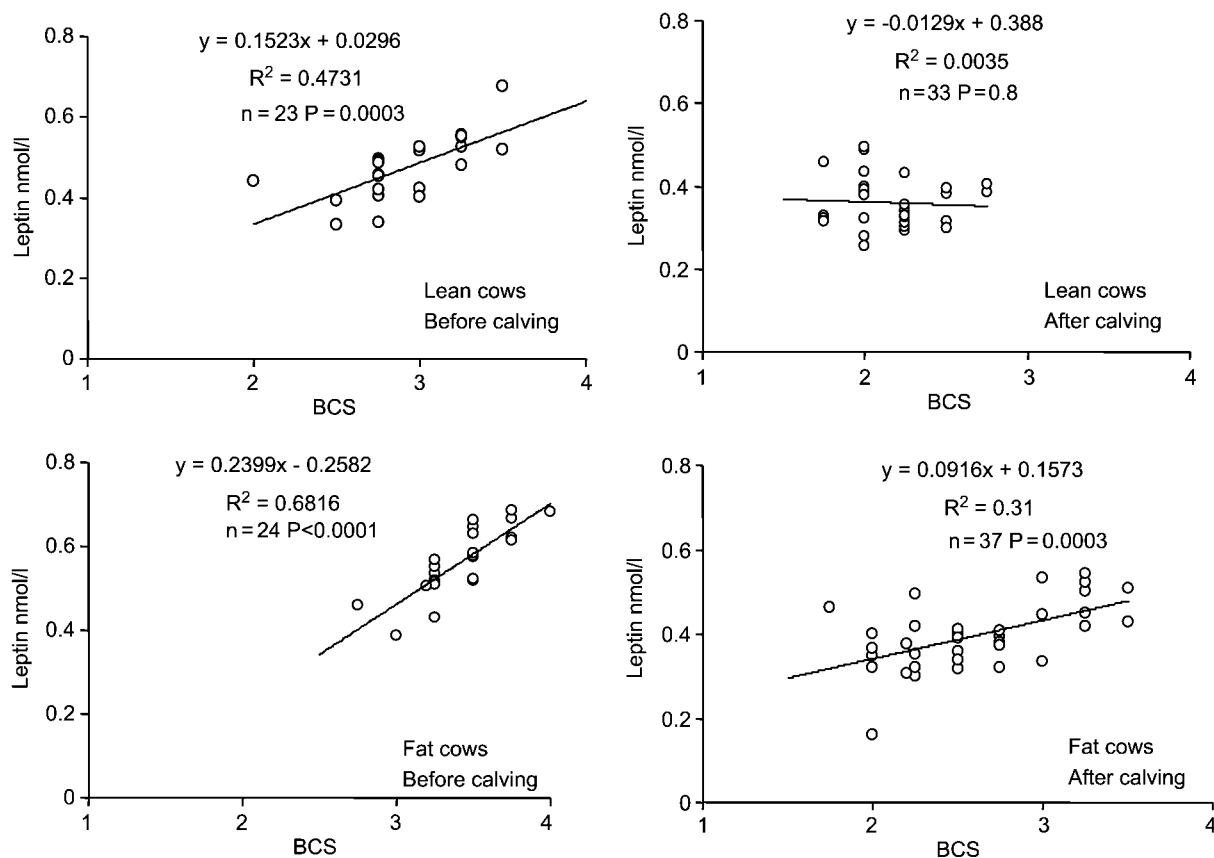 y = 0.1523x + 0.0296
R² = 0.4731
n = 23 P = 0.0003
0.8
0.6
0.4
0.2
0
Leptin nmol/l
Lean cows
Before calving
1
2
3
4
BCS
y = -0.0129x + 0.388
R² = 0.0035
n = 33 P = 0.8
0.8
0.6
0.4
0.2
0
Leptin nmol/l
Lean cows
After calving
1
2
3
4
BCS
y = 0.2399x - 0.2582
R² = 0.6816
n = 24 P<0.0001
0.8
0.6
0.4
0.2
0
Leptin nmol/l
Fat cows
Before calving
1
2
3
4
BCS
y = 0.0916x + 0.1573
R² = 0.31
n = 37 P = 0.0003
0.8
0.6
0.4
0.2
0
Leptin nmol/l
Fat cows
After calving
1
2
3
4
BCS